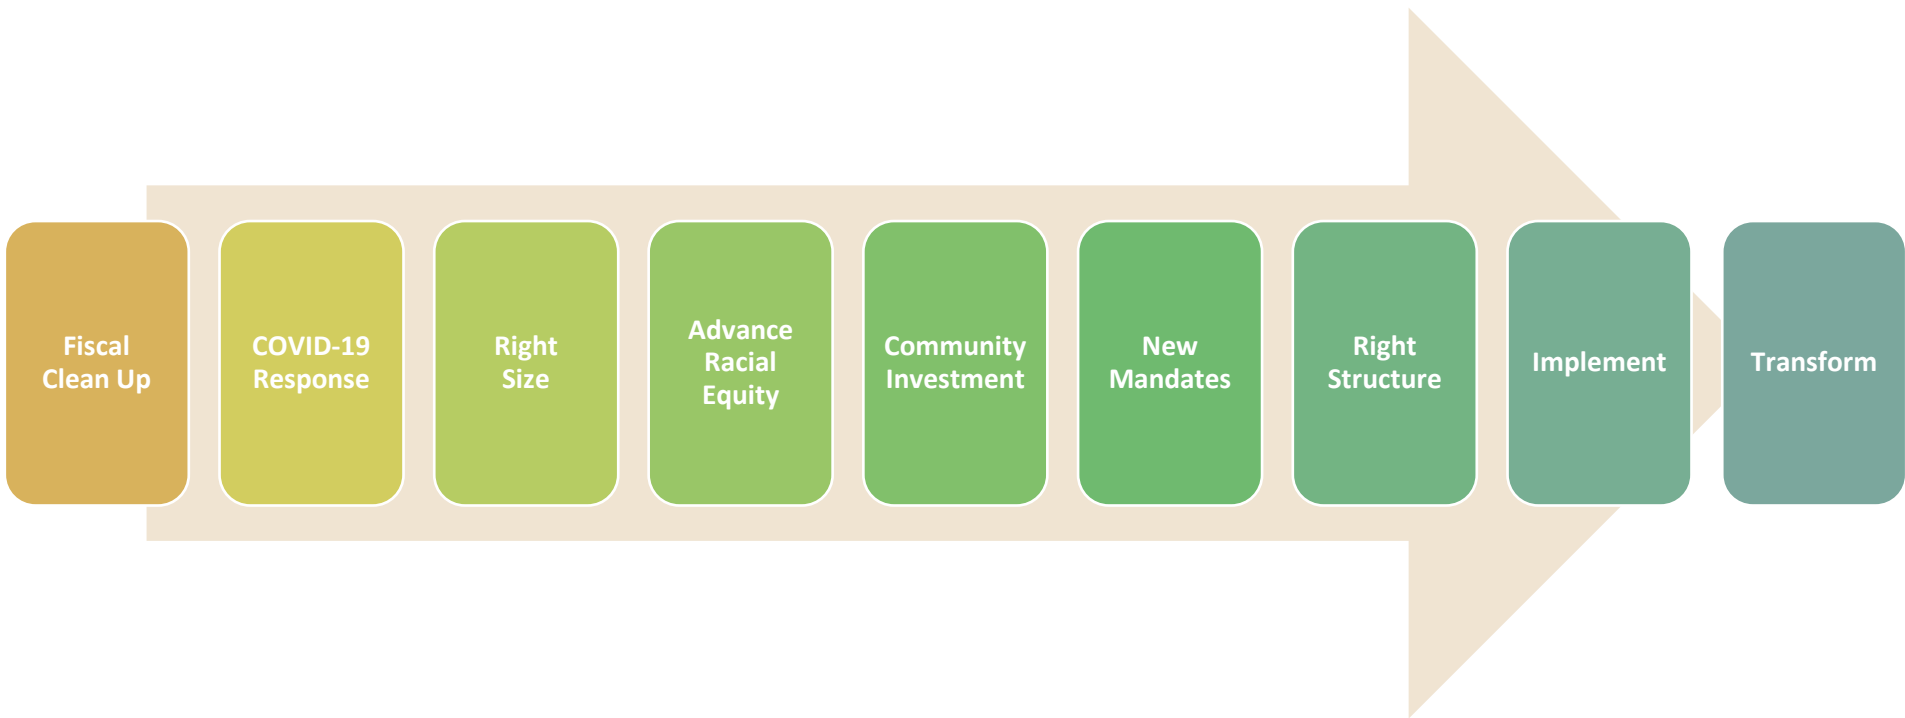 Fiscal
Clean Up
COVID-19
Response
Right
Size
Advance
Racial
Equity
Community
Investment
New
Mandates
Right
Structure
Implement
Transform